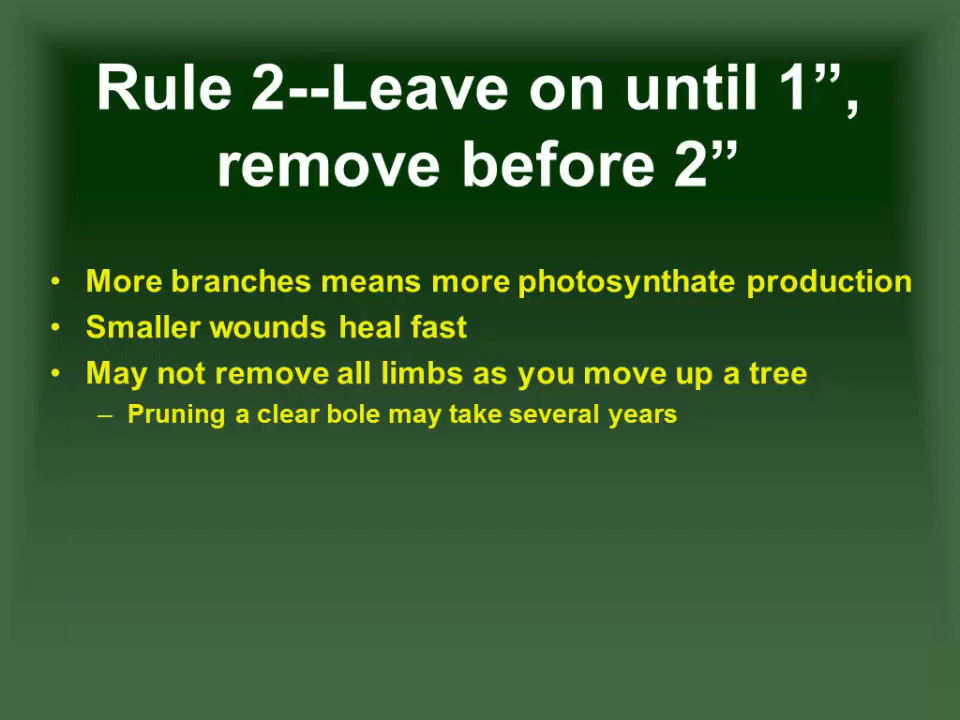 Rule 2--Leave on until 1”,
remove before 2”
• More branches means more photosynthate production
• Smaller wounds heal fast
• May not remove all limbs as you move up a tree
– Pruning a clear bole may take several years